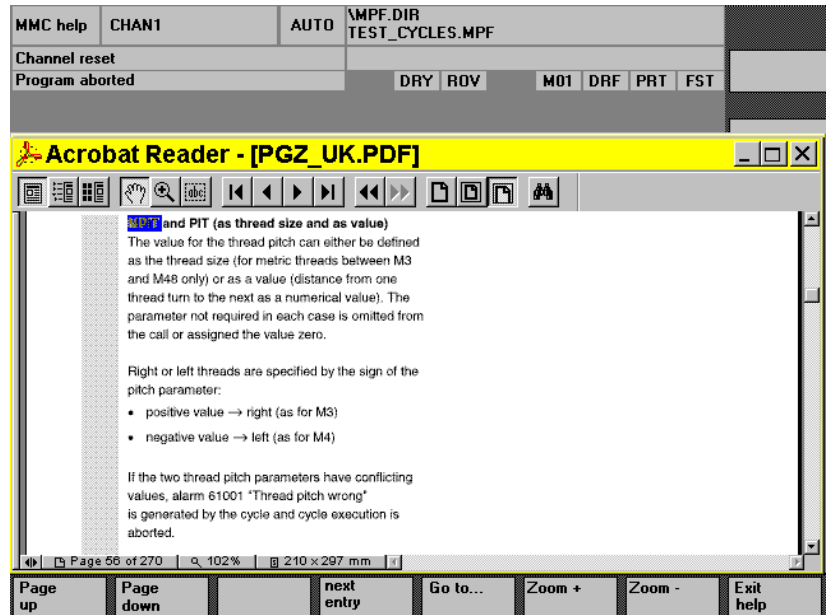 MMC help CHAN1 AUTO \MPF.DIR
TEST_CYCLES.MPF
Channel reset
Program aborted DRY ROV M01 DRF PRT FST
Acrobat Reader - [PGZ_UK.PDF]
abc
MPIT and PIT (as thread size and as value)
The value for the thread pitch can either be defined
as the thread size (for metric threads between M3
and M48 only) or as a value (distance from one
thread turn to the next as a numerical value). The
parameter not required in each case is omitted from
the call or assigned the value zero.
Right or left threads are specified by the sign of the
pitch parameter:
• positive value → right (as for M3)
• negative value → left (as for M4)
If the two thread pitch parameters have conflicting
values, alarm 61001 "Thread pitch wrong"
is generated by the cycle and cycle execution is
aborted.
Page 56 of 270 102% 210 x 297 mm
Page up Page down next entry Go to... Zoom + Zoom - Exit help